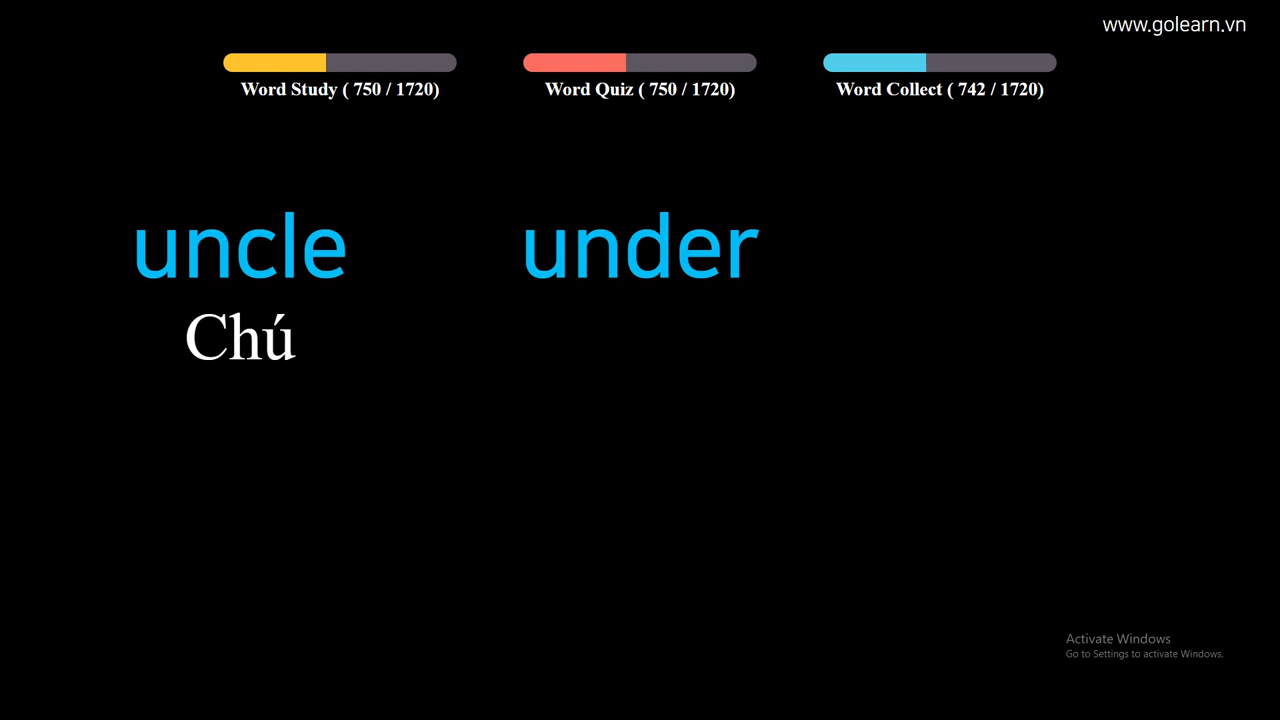 www.golearn.vn
Word Study ( 750 / 1720)
Word Quiz ( 750 / 1720)
Word Collect ( 742 / 1720)
uncle
under
Chú
Activate Windows
Go to Settings to activate Windows.